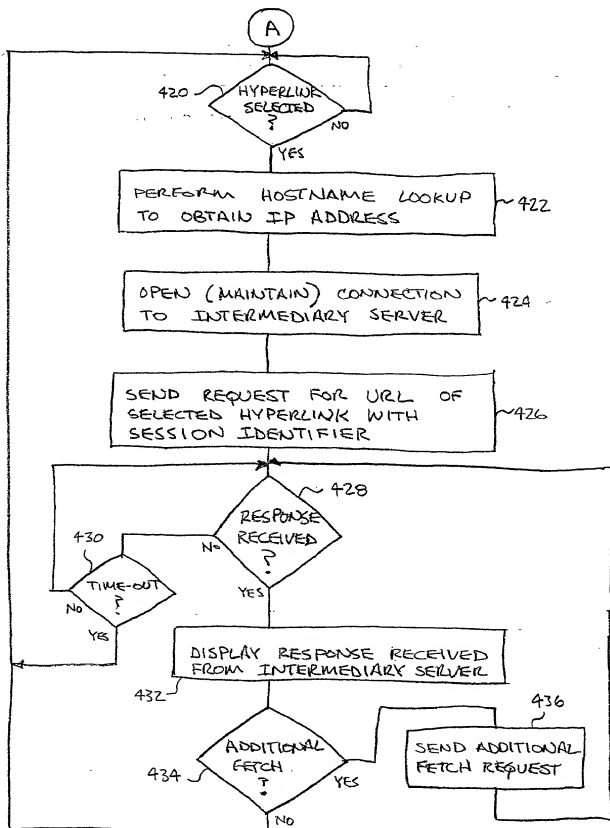 A
420
HYPERLINK
SELECTED
?
NO
YES
PERFORM HOSTNAME LOOKUP
TO OBTAIN IP ADDRESS
422
OPEN (MAINTAIN) CONNECTION
TO INTERMEDIARY SERVER
424
SEND REQUEST FOR URL OF
SELECTED HYPERLINK WITH
SESSION IDENTIFIER
426
428
RESPONSE
RECEIVED
?
NO
YES
430
TIME-OUT
?
NO
YES
DISPLAY RESPONSE RECEIVED
FROM INTERMEDIARY SERVER
432
ADDITIONAL
FETCH
?
434
YES
NO
436
SEND ADDITIONAL
FETCH REQUEST